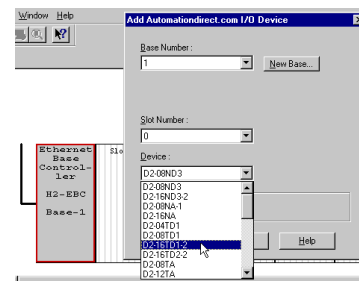 Window Help
Add Automationdirect.com I/O Device
Base Number :
1
New Base...
Slot Number :
0
Device :
D2-08ND3
D2-08ND3
D2-16ND3-2
D2-08NA-1
D2-16NA
D2-04TD1
D2-08TD1
D2-16TD1-2
D2-16TD2-2
D2-08TA
D2-12TA
Help
Ethernet
Base
Control-
ler
H2-EBC
Base-1
Slo